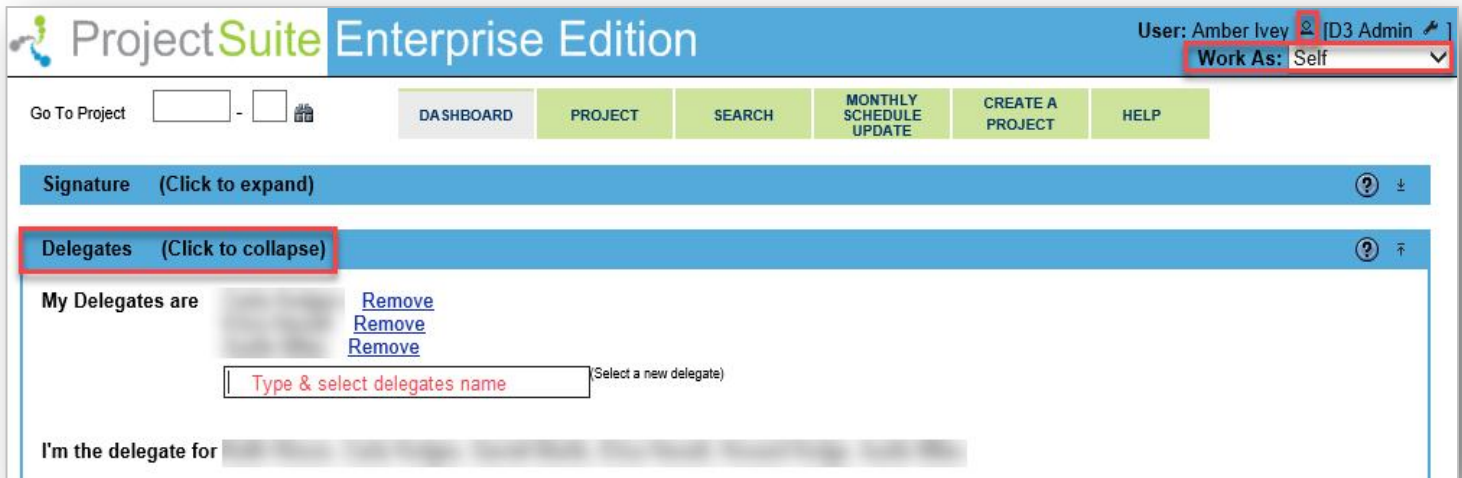 ProjectSuite Enterprise Edition
User: Amber Ivey [D3 Admin ]
Work As: Self
Go To Project -
DASHBOARD
PROJECT
SEARCH
MONTHLY
SCHEDULE
UPDATE
CREATE A
PROJECT
HELP
Signature (Click to expand)
Delegates (Click to collapse)
My Delegates are Remove
Remove
Remove
Type & select delegates name (Select a new delegate)
I'm the delegate for